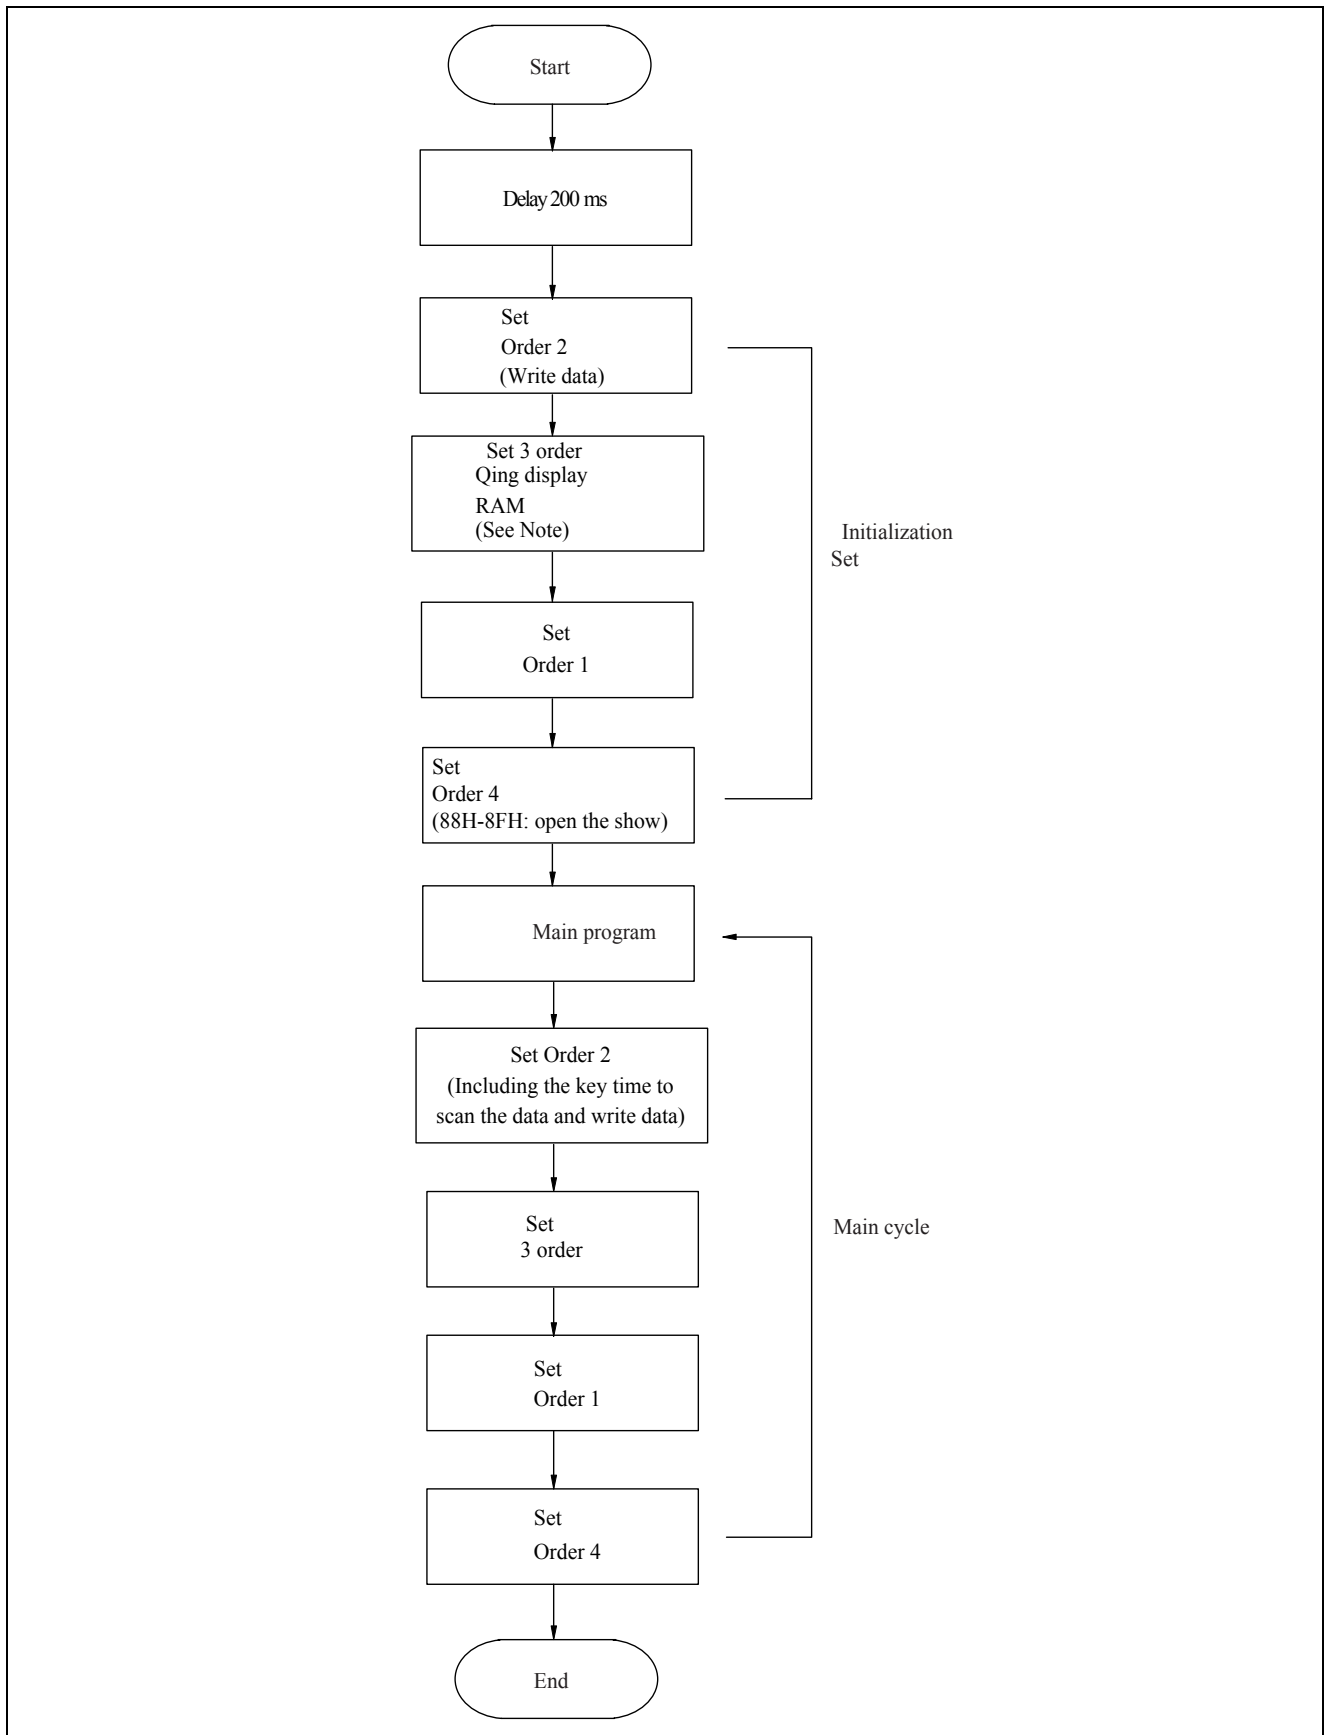 Start
Delay 200 ms
Set
Order 2
(Write data)
Set 3 order
Qing display
RAM
(See Note)
Initialization
Set
Set
Order 1
Set
Order 4
(88H-8FH: open the show)
Main program
Set Order 2
(Including the key time to
scan the data and write data)
Set
3 order
Main cycle
Set
Order 1
Set
Order 4
End